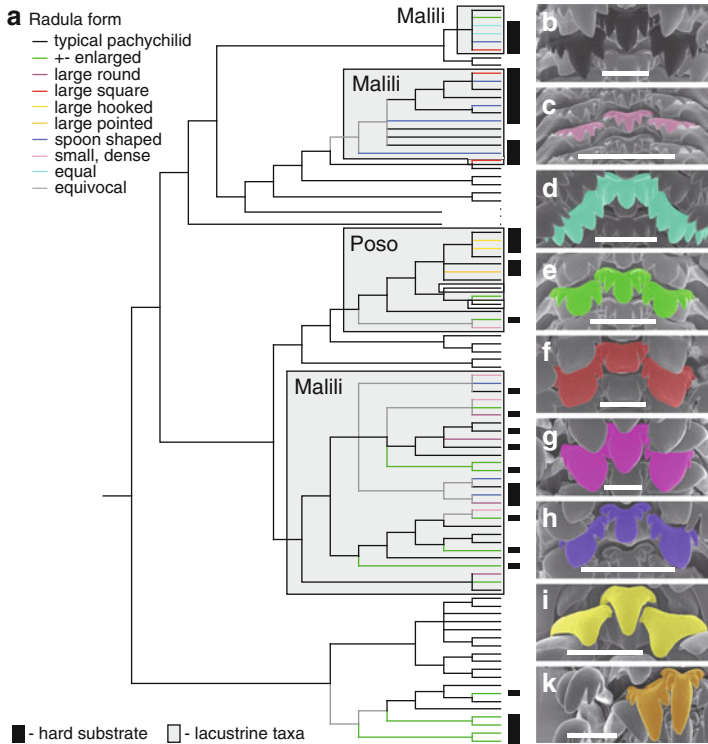 a Radula form
typical pachychilid
+- enlarged
large round
large square
large hooked
large pointed
spoon shaped
small, dense
equal
equivocal
Malili
Malili
Poso
Malili
- hard substrate
- lacustrine taxa
b
c
d
e
f
g
h
i
k